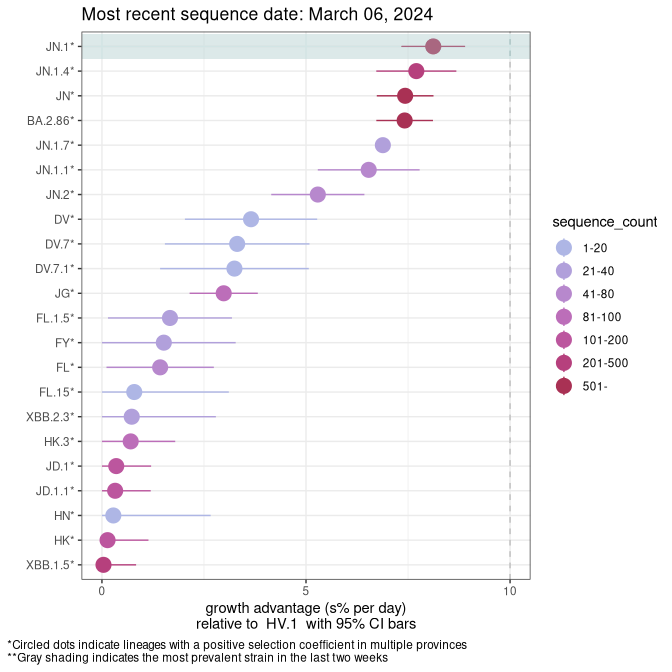 Most recent sequence date: March 06, 2024
JN.1*
JN.1.4*
JN*
BA.2.86*
JN.1.7*
JN.1.1*
JN.2*
DV*
DV.7*
DV.7.1*
JG*
FL.1.5*
FY*
FL*
FL.15*
XBB.2.3*
HK.3*
JD.1*
JD.1.1*
HN*
HK*
XBB.1.5*
0 5 10
growth advantage (s% per day)
relative to HV.1 with 95% CI bars
sequence_count
1-20
21-40
41-80
81-100
101-200
201-500
501-
*Circled dots indicate lineages with a positive selection coefficient in multiple provinces
**Gray shading indicates the most prevalent strain in the last two weeks